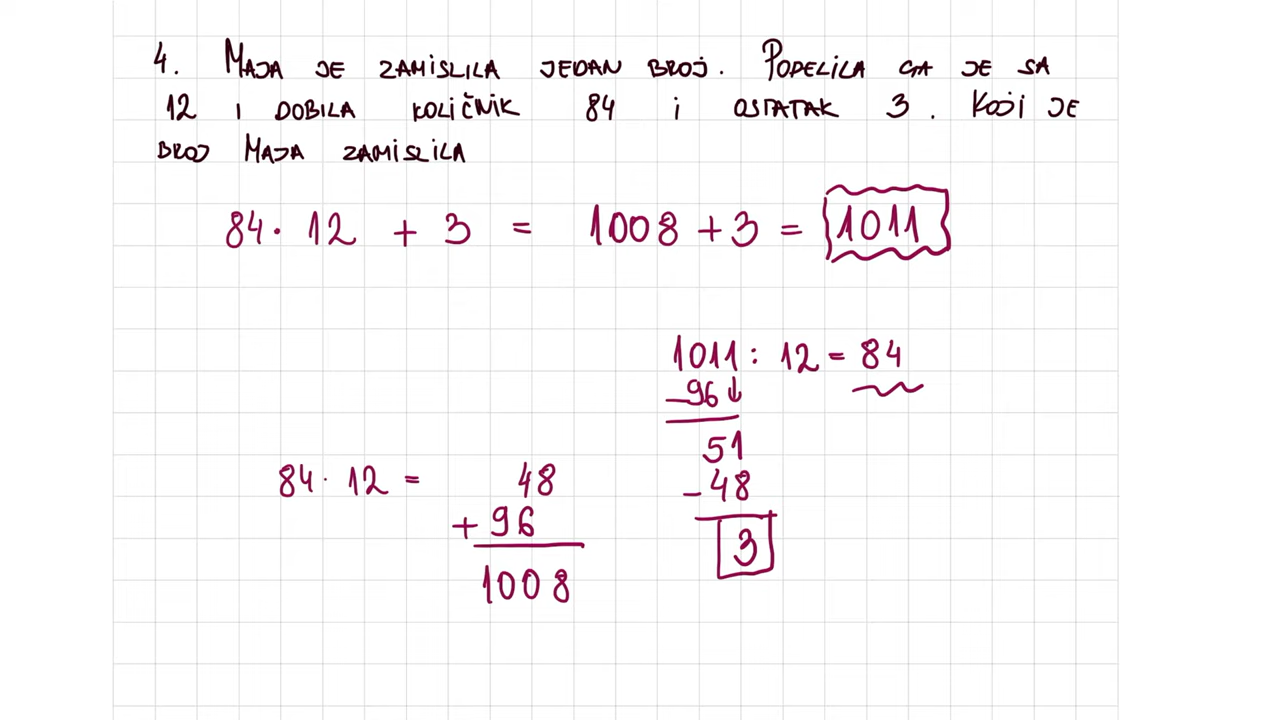 4. MAJA JE ZAMISLILA JEDAN BROJ. PODELILA GA JE SA
12 I DOBILA KOLIČNIK 84 i OSTATAK 3. KOJI JE
BROJ MAJA ZAMISLILA
84 · 12 + 3 = 1008 + 3 = 1011
1011 : 12 = 84
-96↓
51
-48
3
84 · 12 = 48
+96
1008